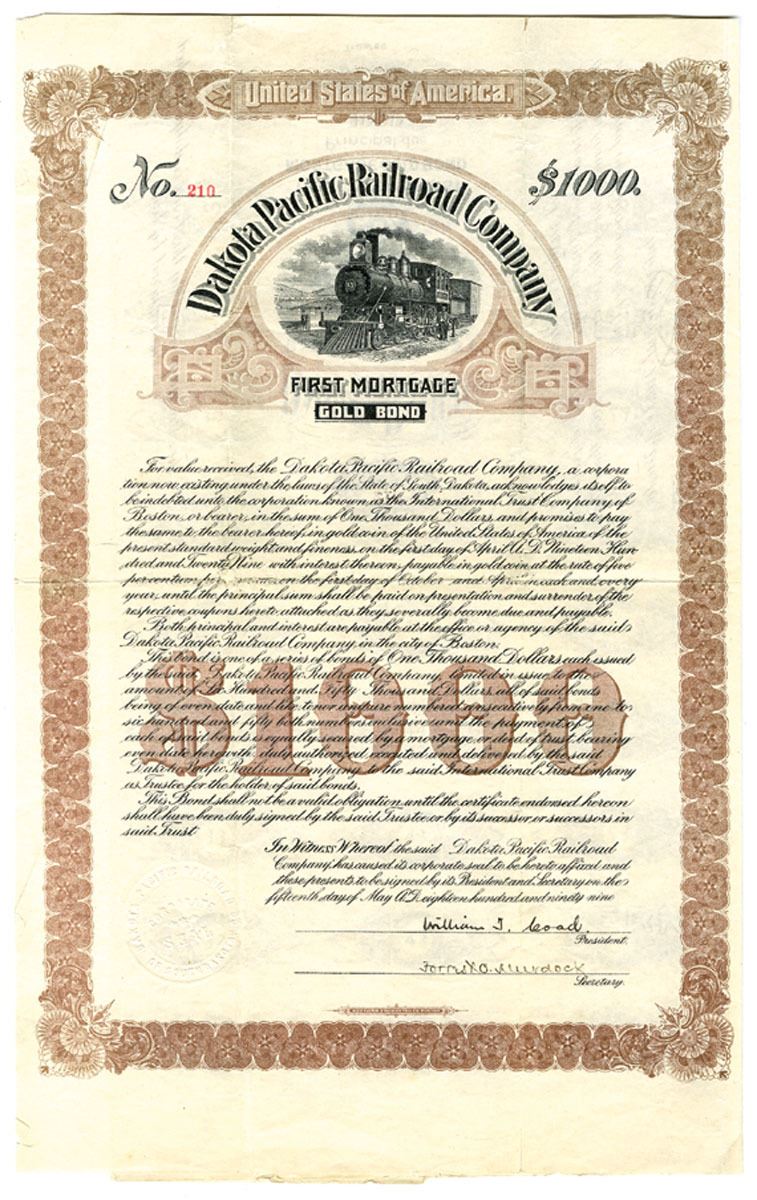 United States of America.
No. 210
$1000.
Dakota Pacific Railroad Company
FIRST MORTGAGE
GOLD BOND
For value received, the Dakota Pacific Railroad Company, a corpora
tion now existing under the laws of the State of South Dakota, acknowledges itself to
be indebted unto the corporation known as the International Trust Company of
Boston, or bearer, in the sum of One Thousand Dollars, and promises to pay
the same to the bearer hereof, in gold coin of the United States of America of the
present standard weight and fineness, on the first day of April A. D. Nineteen Hun
dred and Twenty Nine with interest thereon, payable in gold coin at the rate of five
per centum per on the first day of October and April in each and every
year, until the principal sum shall be paid on presentation and surrender of the
respective coupons hereto attached as they severally become due and payable.
Both principal and interest are payable at the office or agency of the said
Dakota Pacific Railroad Company in the city of Boston.
This bond is one of a series of bonds of One Thousand Dollars each issued
by the said Dakota Pacific Railroad Company limited in issue to the
amount of Six Hundred and Fifty Thousand Dollars, all of said bonds
being of even date and like tenor and are numbered consecutively from one to
six hundred and fifty both numbers inclusive and the payment of
each of said bonds is equally secured by a mortgage or deed of trust, bearing
even date herewith duly authorized executed and delivered by the said
Dakota Pacific Railroad Company to the said International Trust Company
as Trustee for the holder of said bonds.
This Bond shall not be a valid obligation until the certificate endorsed hereon
shall have been duly signed by the said Trustee or by its successor or successors in
said Trust
$1000
In Witness Whereof the said Dakota Pacific Railroad
Company has caused its corporate seal to be hereto affixed and
these presents to be signed by its President and Secretary on the
fifteenth day of May A.D. eighteen hundred and ninety nine
William T. Coad.
President.
Forrest O. Murdock
Secretary.